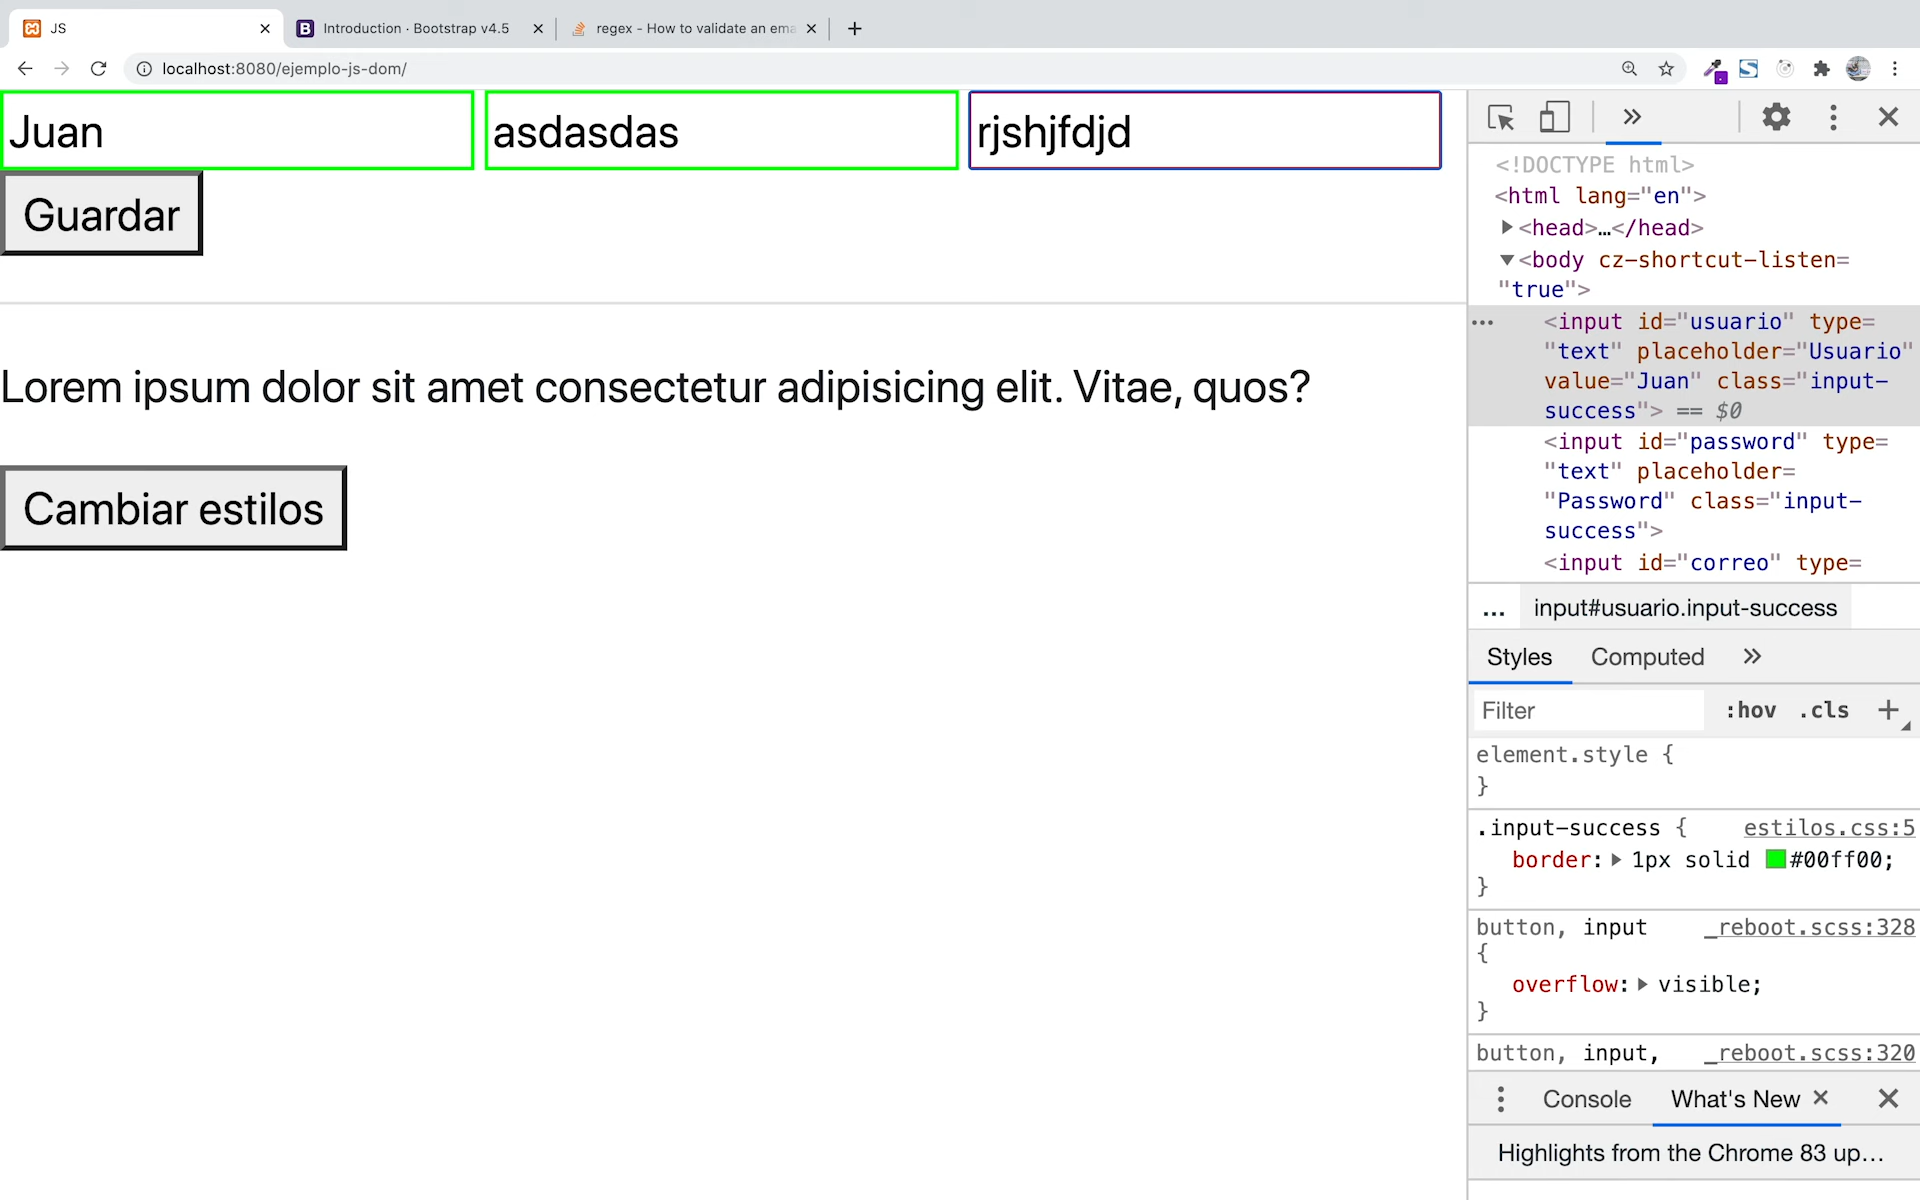 JS
Introduction · Bootstrap v4.5
regex - How to validate an ema
localhost:8080/ejemplo-js-dom/
Juan
asdasdas
rjshjfdjd
Guardar
Lorem ipsum dolor sit amet consectetur adipisicing elit. Vitae, quos?
Cambiar estilos
<!DOCTYPE html>
<html lang="en">
<head>…</head>
<body cz-shortcut-listen=
"true">
<input id="usuario" type=
"text" placeholder="Usuario"
value="Juan" class="input-
success"> == $0
<input id="password" type=
"text" placeholder=
"Password" class="input-
success">
<input id="correo" type=
... input#usuario.input-success
Styles Computed
Filter :hov .cls +
element.style {
}
.input-success { estilos.css:5
border: 1px solid #00ff00;
}
button, input _reboot.scss:328
{
overflow: visible;
}
button, input, _reboot.scss:320
Console What's New
Highlights from the Chrome 83 up…